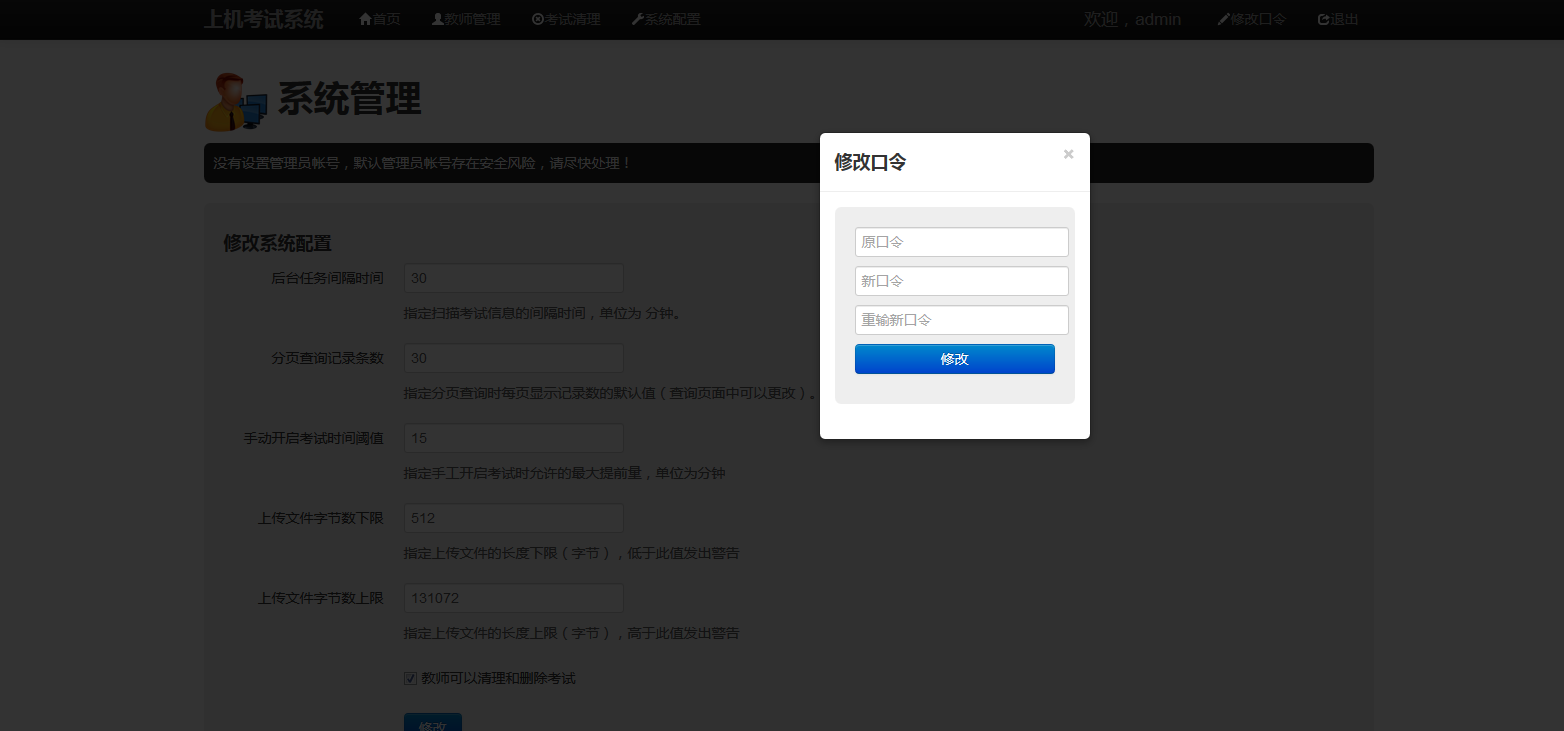 上机考试系统 首页 教师管理 考试清理 系统配置 欢迎，admin 修改口令 退出
系统管理
没有设置管理员帐号，默认管理员帐号存在安全风险，请尽快处理！
修改系统配置
后台任务间隔时间 30
指定扫描考试信息的间隔时间，单位为 分钟。
分页查询记录条数 30
指定分页查询时每页显示记录数的默认值（查询页面中可以更改）。
手动开启考试时间阈值 15
指定手工开启考试时允许的最大提前量，单位为分钟
上传文件字节数下限 512
指定上传文件的长度下限（字节），低于此值发出警告
上传文件字节数上限 131072
指定上传文件的长度上限（字节），高于此值发出警告
教师可以清理和删除考试
修改
修改口令 ×
原口令
新口令
重输新口令
修改